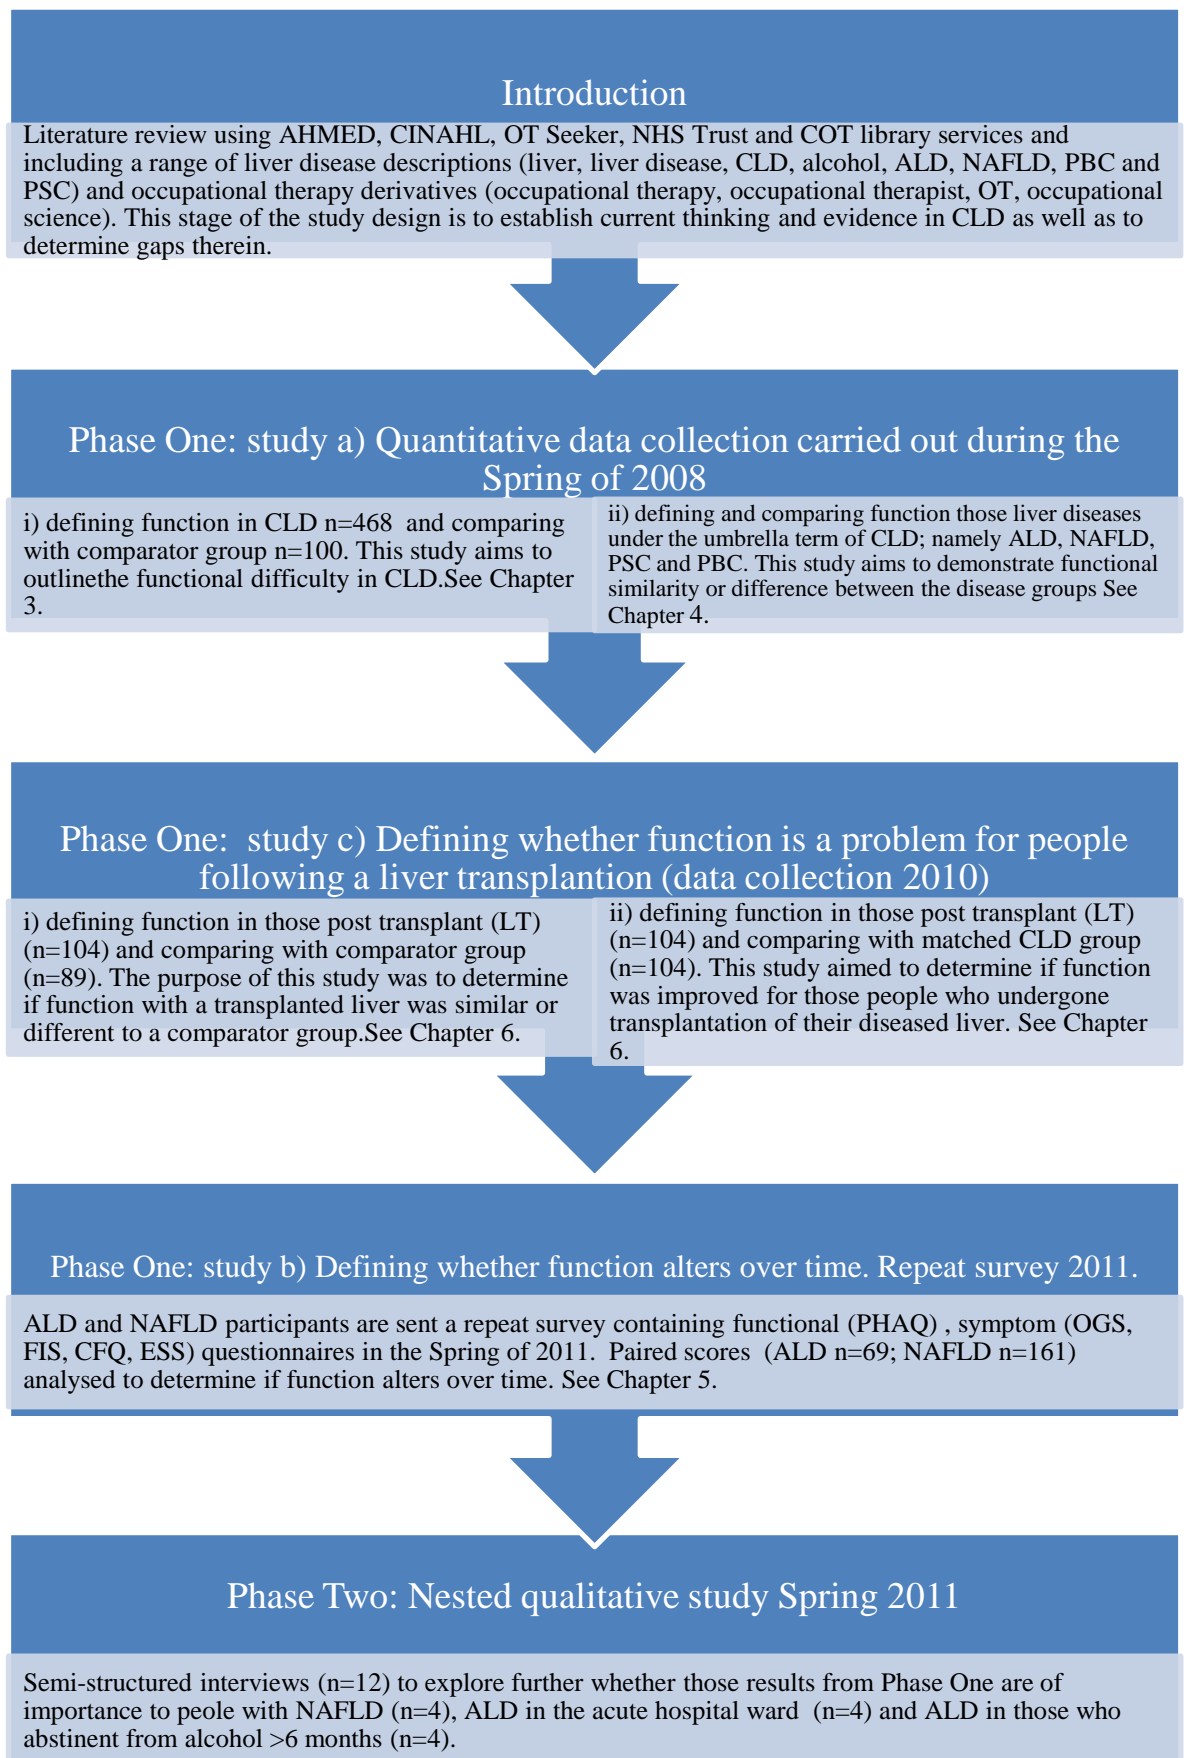 Introduction
Literature review using AHMED, CINAHL, OT Seeker, NHS Trust and COT library services and
including a range of liver disease descriptions (liver, liver disease, CLD, alcohol, ALD, NAFLD, PBC and
PSC) and occupational therapy derivatives (occupational therapy, occupational therapist, OT, occupational
science). This stage of the study design is to establish current thinking and evidence in CLD as well as to
determine gaps therein.
Phase One: study a) Quantitative data collection carried out during the
Spring of 2008
i) defining function in CLD n=468 and comparing
with comparator group n=100. This study aims to
outlinethe functional difficulty in CLD.See Chapter
3.
ii) defining and comparing function those liver diseases
under the umbrella term of CLD; namely ALD, NAFLD,
PSC and PBC. This study aims to demonstrate functional
similarity or difference between the disease groups See
Chapter 4.
Phase One: study c) Defining whether function is a problem for people
following a liver transplantion (data collection 2010)
i) defining function in those post transplant (LT)
(n=104) and comparing with comparator group
(n=89). The purpose of this study was to determine
if function with a transplanted liver was similar or
different to a comparator group.See Chapter 6.
ii) defining function in those post transplant (LT)
(n=104) and comparing with matched CLD group
(n=104). This study aimed to determine if function
was improved for those people who undergone
transplantation of their diseased liver. See Chapter
6.
Phase One: study b) Defining whether function alters over time. Repeat survey 2011.
ALD and NAFLD participants are sent a repeat survey containing functional (PHAQ) , symptom (OGS,
FIS, CFQ, ESS) questionnaires in the Spring of 2011. Paired scores (ALD n=69; NAFLD n=161)
analysed to determine if function alters over time. See Chapter 5.
Phase Two: Nested qualitative study Spring 2011
Semi-structured interviews (n=12) to explore further whether those results from Phase One are of
importance to peole with NAFLD (n=4), ALD in the acute hospital ward (n=4) and ALD in those who
abstinent from alcohol >6 months (n=4).